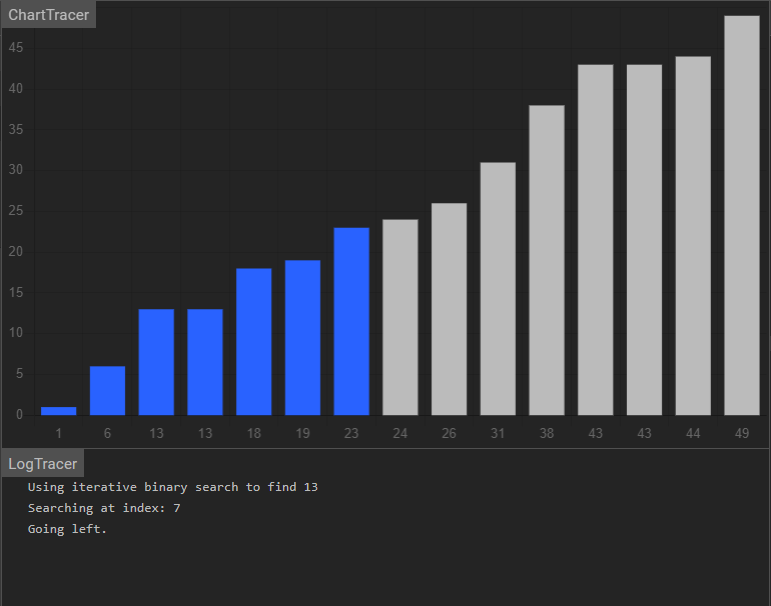 ChartTracer
45
40
35
30
25
20
15
10
5
0
1 6 13 13 18 19 23 24 26 31 38 43 43 44 49
LogTracer
Using iterative binary search to find 13
Searching at index: 7
Going left.